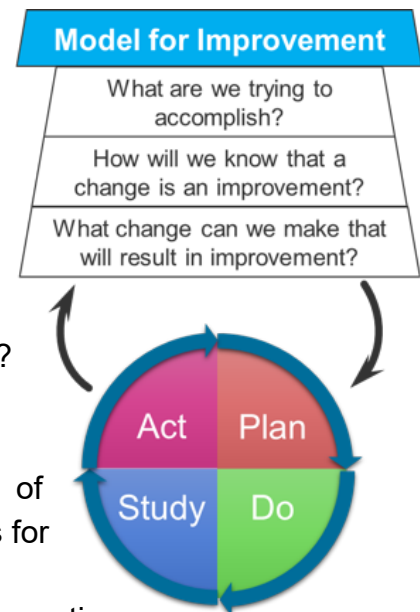 Model for Improvement
What are we trying to
accomplish?
How will we know that a
change is an improvement?
What change can we make that
will result in improvement?
?
Act Plan
of
Study Do
s for